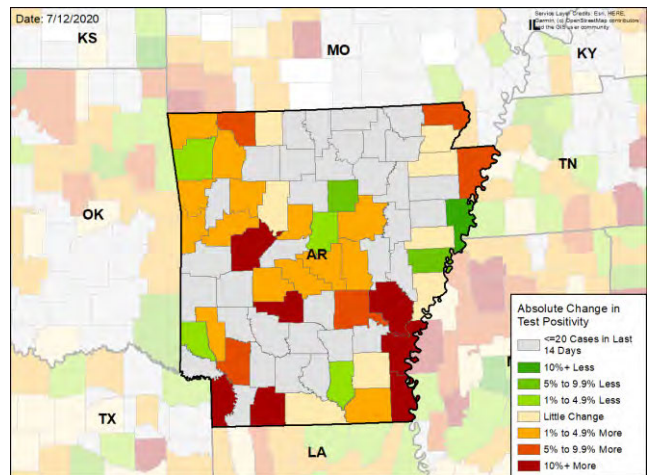 Date: 7/12/2020
Service Layer Credits: Esri, HERE,
Garmin, (c) OpenStreetMap contributors,
and the GIS user community
KS
MO
IL
KY
OK
AR
TN
TX
LA
Absolute Change in
Test Positivity
<=20 Cases in Last
14 Days
10%+ Less
5% to 9.9% Less
1% to 4.9% Less
Little Change
1% to 4.9% More
5% to 9.9% More
10%+ More